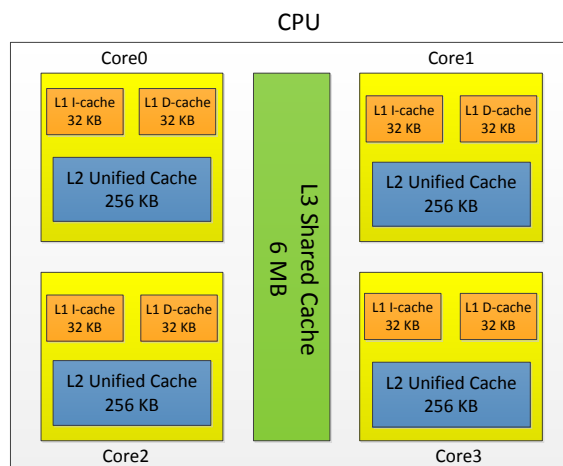 CPU
Core0
L1 I-cache
32 KB
L1 D-cache
32 KB
L2 Unified Cache
256 KB
L3 Shared Cache
6 MB
Core1
L1 I-cache
32 KB
L1 D-cache
32 KB
L2 Unified Cache
256 KB
L1 I-cache
32 KB
L1 D-cache
32 KB
L2 Unified Cache
256 KB
Core2
L1 I-cache
32 KB
L1 D-cache
32 KB
L2 Unified Cache
256 KB
Core3